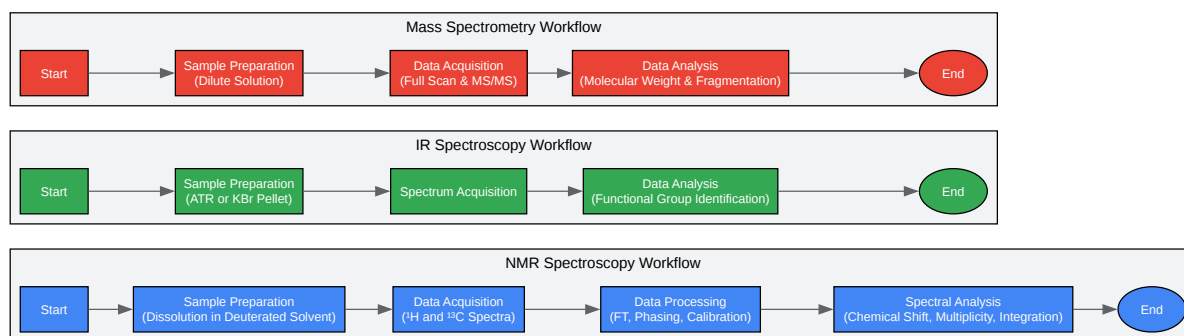 Mass Spectrometry Workflow
Start
Sample Preparation
(Dilute Solution)
Data Acquisition
(Full Scan & MS/MS)
Data Analysis
(Molecular Weight & Fragmentation)
End
IR Spectroscopy Workflow
Start
Sample Preparation
(ATR or KBr Pellet)
Spectrum Acquisition
Data Analysis
(Functional Group Identification)
End
NMR Spectroscopy Workflow
Start
Sample Preparation
(Dissolution in Deuterated Solvent)
Data Acquisition
(¹H and ¹³C Spectra)
Data Processing
(FT, Phasing, Calibration)
Spectral Analysis
(Chemical Shift, Multiplicity, Integration)
End